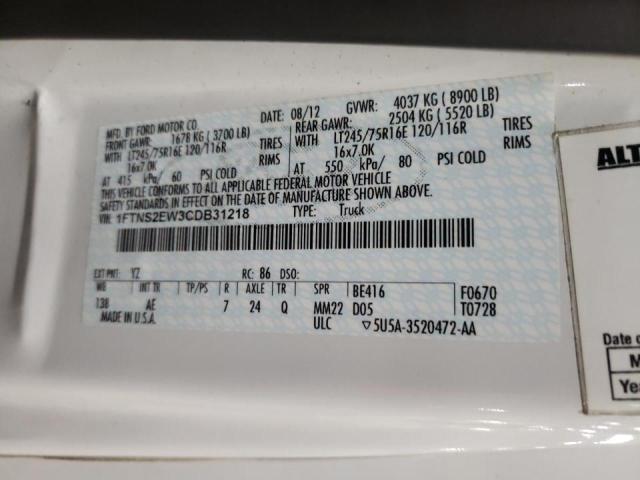 MFD. BY FORD MOTOR CO. DATE: 08/12 GVWR: 4037 KG ( 8900 LB)
FRONT GAWR: 1678 KG ( 3700 LB) REAR GAWR: 2504 KG ( 5520 LB)
WITH LT245/75R16E 120/116R TIRES WITH LT245/75R16E 120/116R TIRES
16x7.0K RIMS 16x7.0K RIMS
AT 415 kPa/ 60 PSI COLD AT 550 kPa/ 80 PSI COLD
THIS VEHICLE CONFORMS TO ALL APPLICABLE FEDERAL MOTOR VEHICLE
SAFETY STANDARDS IN EFFECT ON THE DATE OF MANUFACTURE SHOWN ABOVE.
VIN: 1FTNS2EW3CDB31218 TYPE: Truck
EXT PNT: YZ RC: 86 DSO:
WB INT TR TP/PS R AXLE TR SPR BE416 F0670
138 AE 7 24 Q MM22 D05 T0728
MADE IN U.S.A. ULC 5U5A-3520472-AA
ALT
Date o
M
Ye